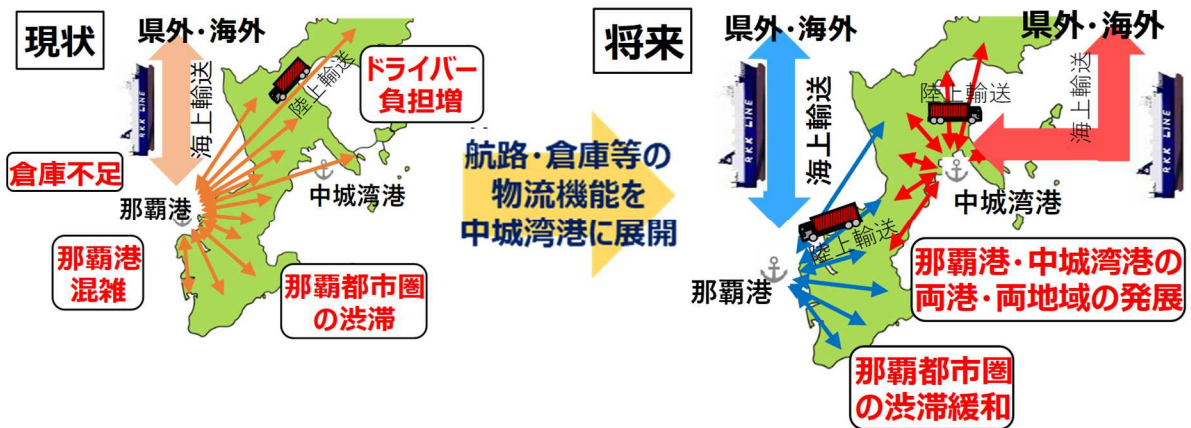 現状
県外・海外
RKK LINE
海上輸送
陸上輸送
ドライバー
負担増
倉庫不足
那覇港
中城湾港
那覇港
混雑
那覇都市圏
の渋滞
航路・倉庫等の
物流機能を
中城湾港に展開
将来
県外・海外
県外・海外
RKK LINE
海上輸送
陸上輸送
海上輸送
RKK LINE
陸上輸送
中城湾港
那覇港
那覇港・中城湾港の
両港・両地域の発展
那覇都市圏
の渋滞緩和